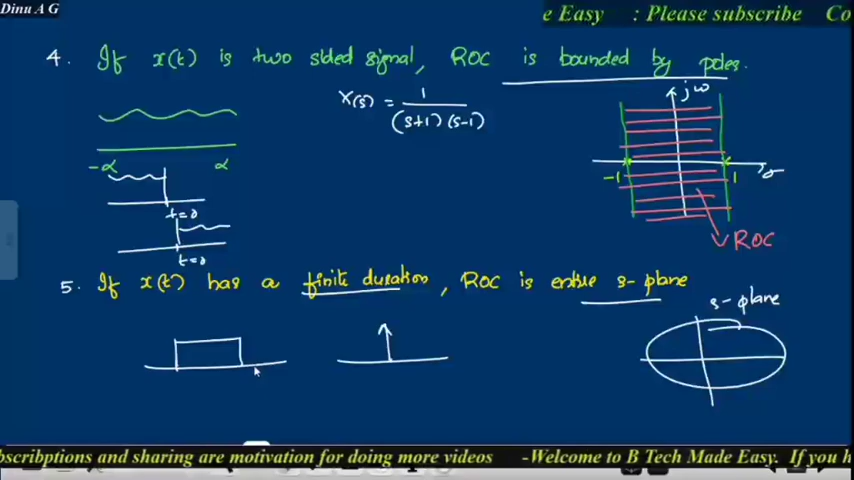 Dinu A G
e Easy : Please subscribe Co
4. If x(t) is two sided signal, ROC is bounded by poles.
X(s) = 1 / (s+1) (s-1)
jω
-α α
-1 1 σ
t=0
t=0
ROC
5. If x(t) has a finite duration, ROC is entire s-plane
s-plane
scribptions and sharing are motivation for doing more videos -Welcome to B Tech Made Easy. If you h